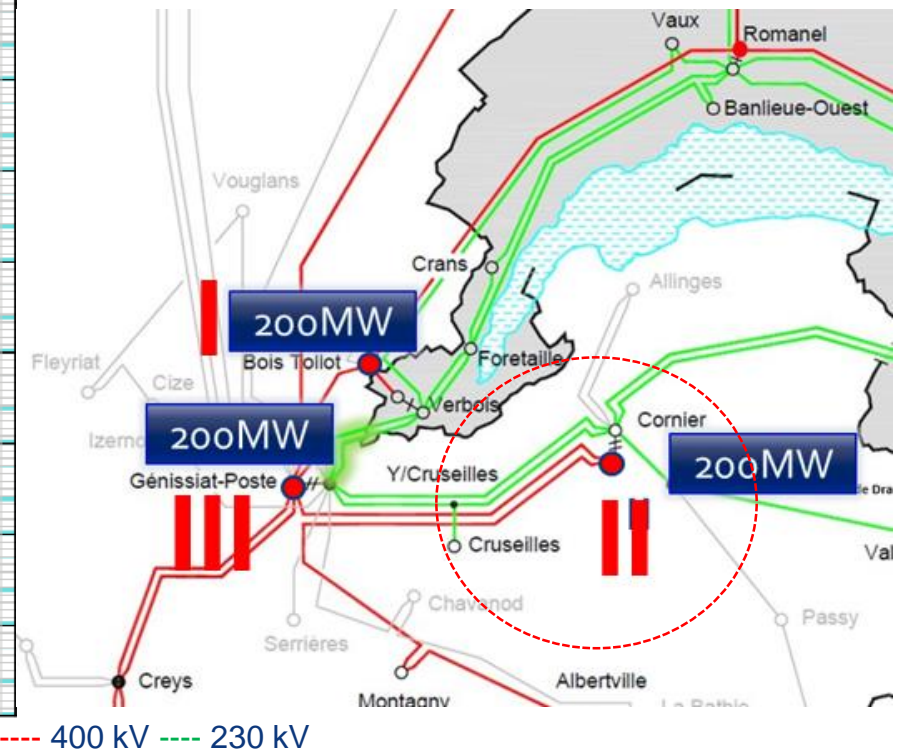 Vaux
Romanel
Banlieue-Ouest
Vouglans
Crans
Allinges
200MW
Bois Tollot
Foretaille
Fleyriat
Cize
Verbois
Cornier
200MW
200MW
Génissiat-Poste
Y/Cruseilles
Cruseilles
Chavanod
Serrières
Passy
Creys
Albertville
Montagny
---- 400 kV ---- 230 kV